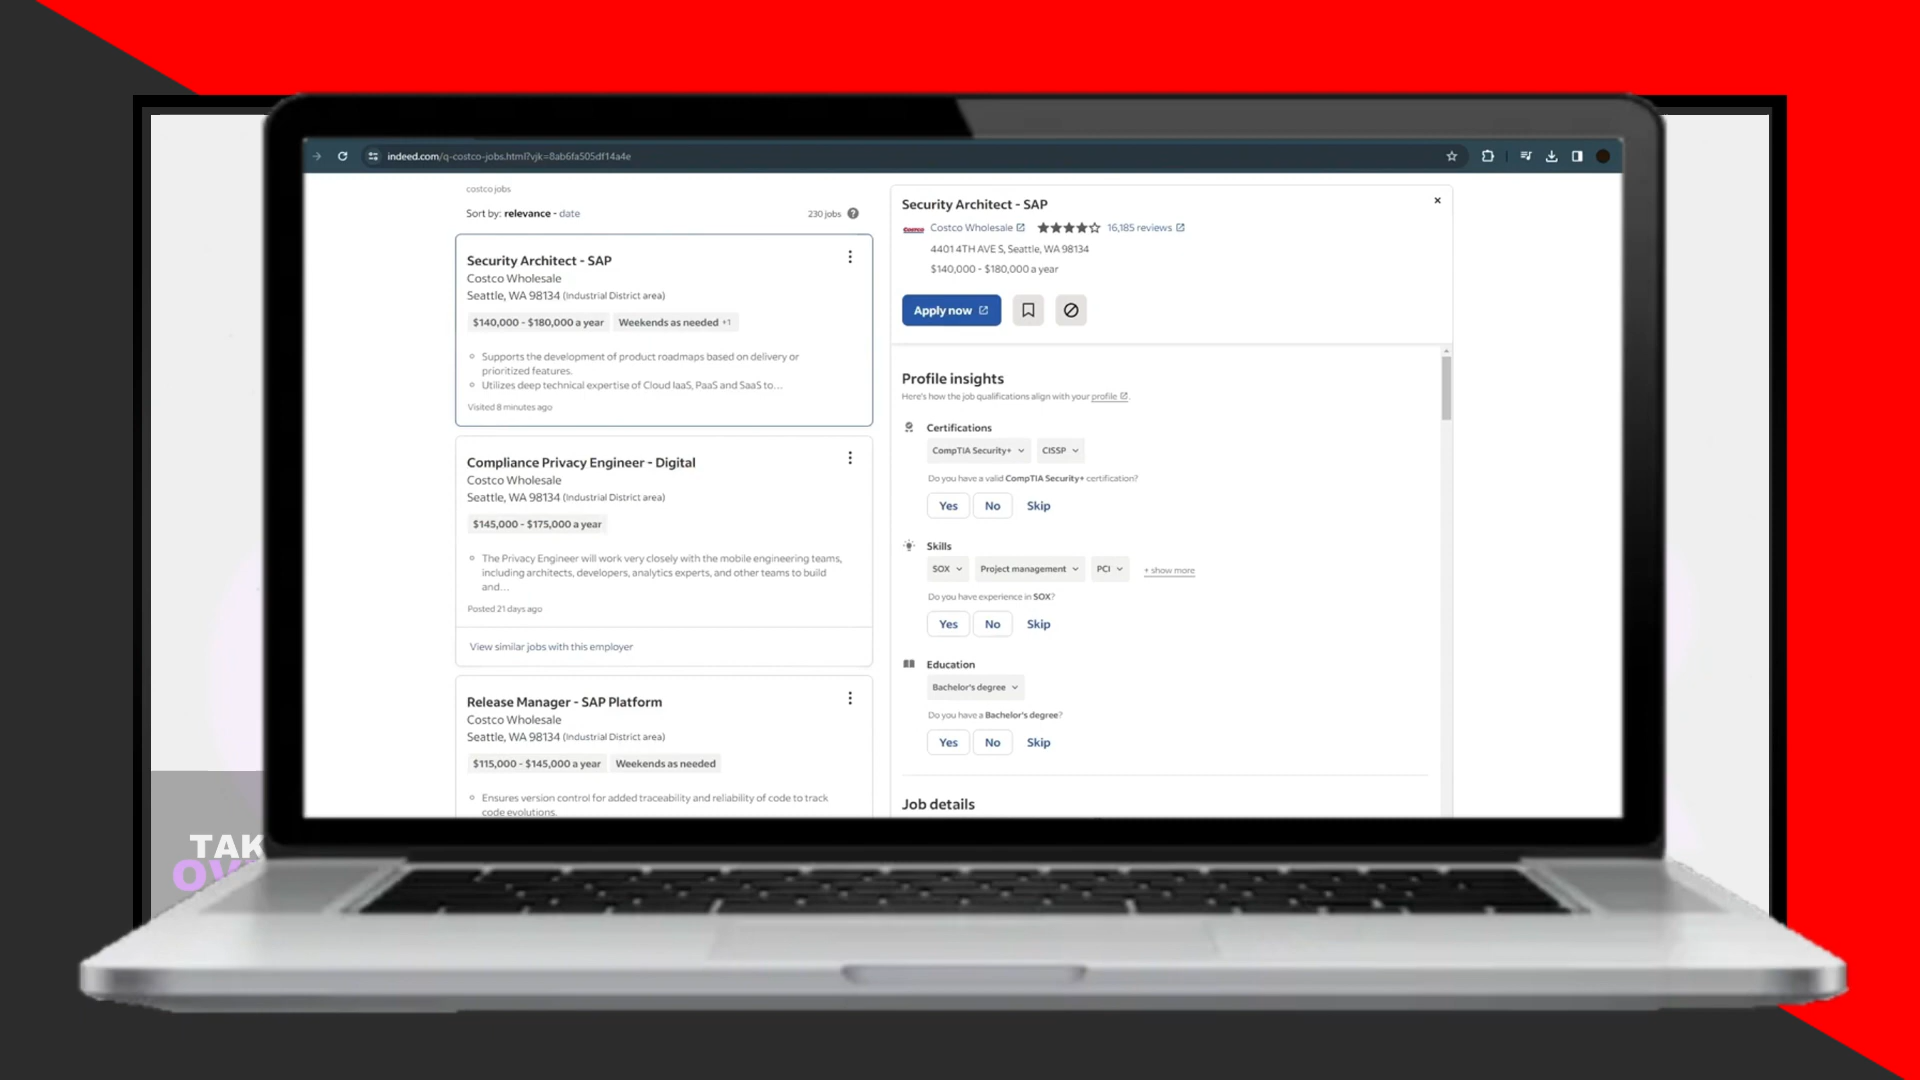 indeed.com/q-costco-jobs.html?vjk=8ab6fa505df14a4e
costco jobs
Sort by: relevance - date
230 jobs
Security Architect - SAP
Costco Wholesale
Seattle, WA 98134 (Industrial District area)
$140,000 - $180,000 a year
Weekends as needed +1
Supports the development of product roadmaps based on delivery or
prioritized features.
Utilizes deep technical expertise of Cloud IaaS, PaaS and SaaS to...
Visited 8 minutes ago
Compliance Privacy Engineer - Digital
Costco Wholesale
Seattle, WA 98134 (Industrial District area)
$145,000 - $175,000 a year
The Privacy Engineer will work very closely with the mobile engineering teams,
including architects, developers, analytics experts, and other teams to build
and...
Posted 21 days ago
View similar jobs with this employer
Release Manager - SAP Platform
Costco Wholesale
Seattle, WA 98134 (Industrial District area)
$115,000 - $145,000 a year
Weekends as needed
Ensures version control for added traceability and reliability of code to track
code evolutions.
Security Architect - SAP
Costco Costco Wholesale 16,185 reviews
4401 4TH AVE S, Seattle, WA 98134
$140,000 - $180,000 a year
Apply now
Profile insights
Here's how the job qualifications align with your profile.
Certifications
CompTIA Security+ CISSP
Do you have a valid CompTIA Security+ certification?
Yes No Skip
Skills
SOX Project management PCI + show more
Do you have experience in SOX?
Yes No Skip
Education
Bachelor's degree
Do you have a Bachelor's degree?
Yes No Skip
Job details
TAK
OV